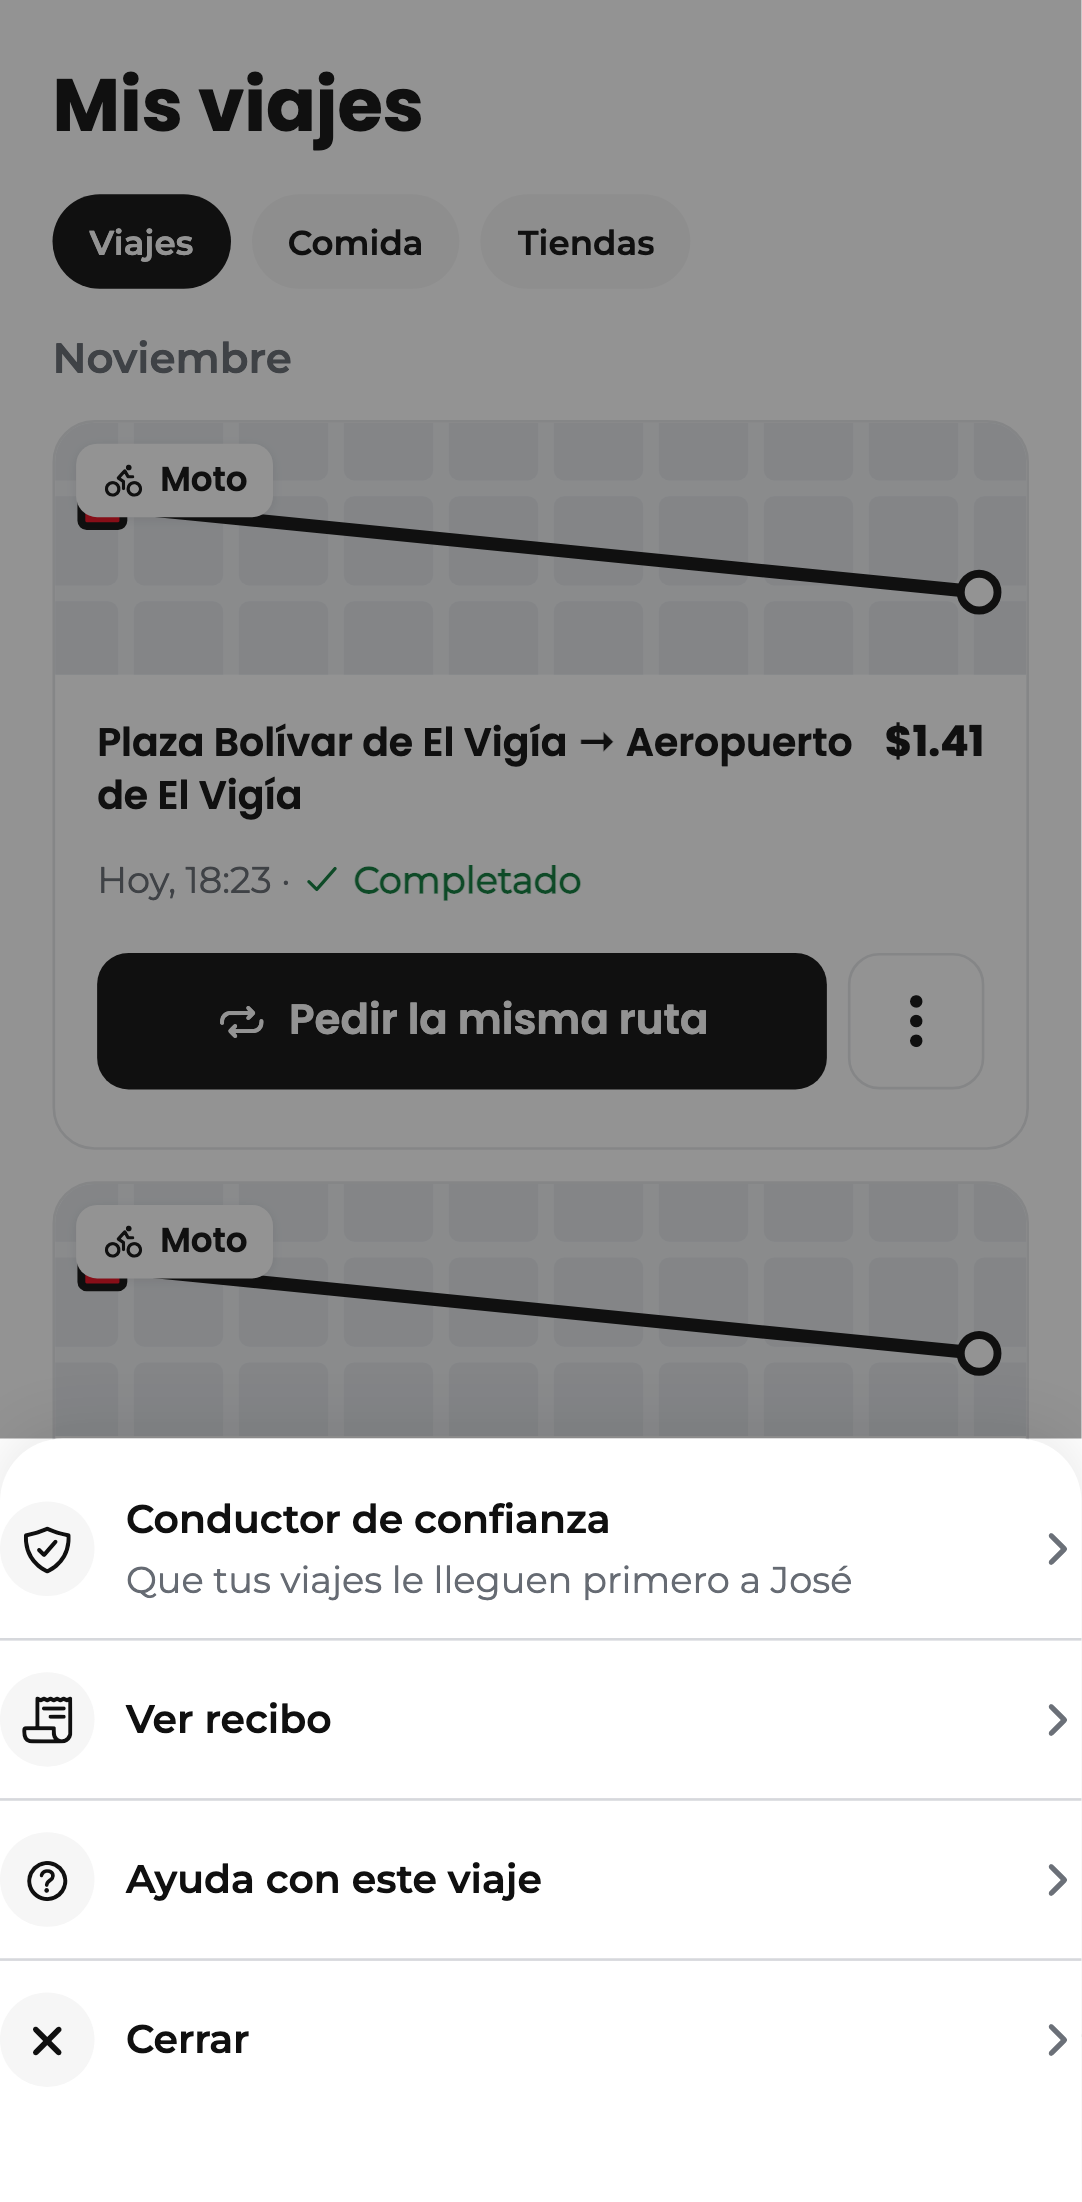 Mis viajes
Viajes
Comida
Tiendas
Noviembre
Moto
Plaza Bolívar de El Vigía → Aeropuerto de El Vigía
$1.41
Hoy, 18:23 · ✓ Completado
Pedir la misma ruta
Moto
Conductor de confianza
Que tus viajes le lleguen primero a José
Ver recibo
Ayuda con este viaje
Cerrar